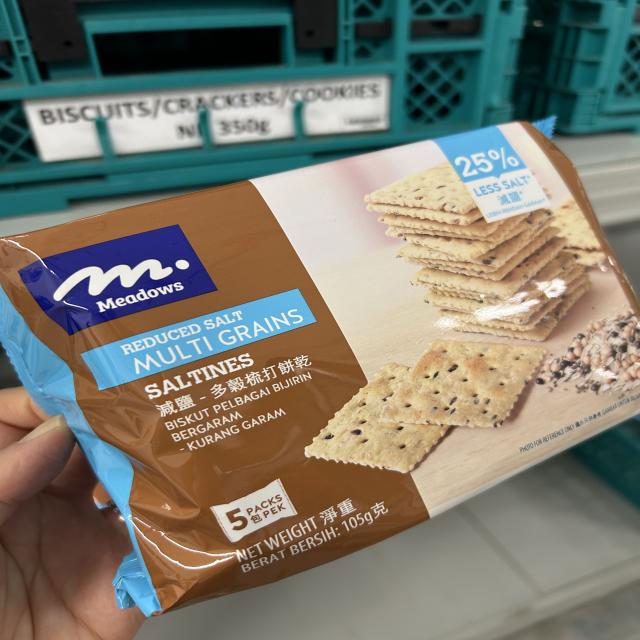 BISCUITS/CRACKERS/COOKIES
350g
25%
LESS SALT*
減鹽
m.
Meadows
REDUCED SALT
MULTI GRAINS
SALTINES
減鹽 - 多穀梳打餅乾
BISKUT PELBAGAI BIJIRIN
BERGARAM
- KURANG GARAM
5 PACKS
包 PEK
NET WEIGHT 淨重
BERAT BERSIH: 105g克
PHOTO FOR REFERENCE ONLY